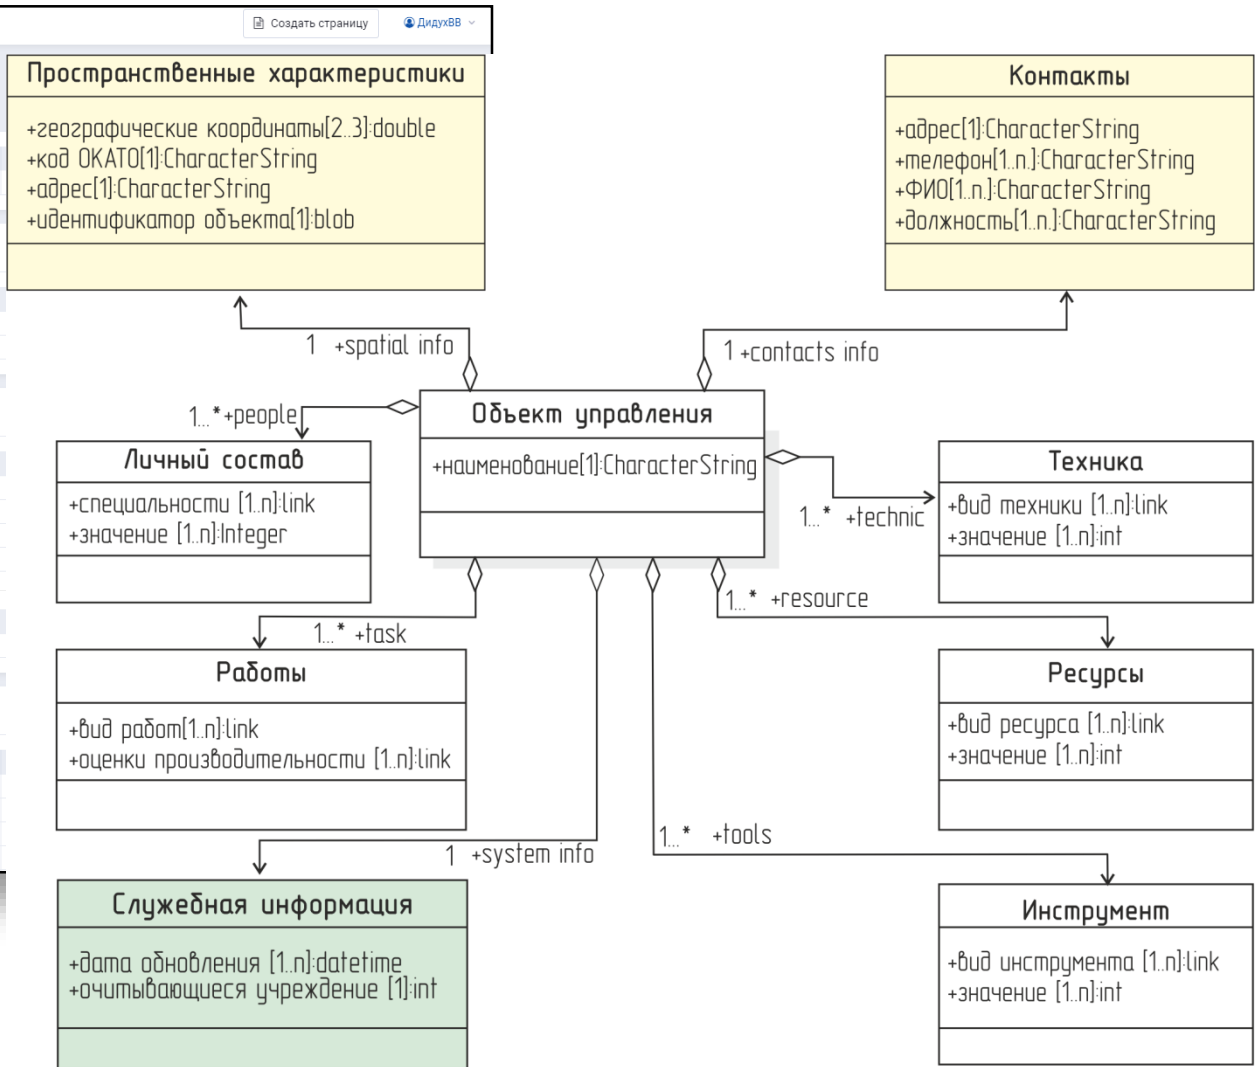 Создать страницу
ДидухВВ
Пространственные характеристики
+географические координаты[2..3]:double
+код ОКАТО[1]:CharacterString
+адрес[1]:CharacterString
+идентификатор объекта[1]:blob
Контакты
+адрес[1]:CharacterString
+телефон[1..n.]:CharacterString
+ФИО[1..n.]:CharacterString
+должность[1..n.]:CharacterString
1 +spatial info
1 +contacts info
1...* +people
Объект управления
+наименование[1]:CharacterString
Личный состав
+специальности [1..n]:link
+значение [1..n]:Integer
1...* +technic
Техника
+вид техники [1..n]:link
+значение [1..n]:int
1...* +task
1...* +resource
Работы
+вид работ[1..n]:link
+оценки производительности [1..n]:link
Ресурсы
+вид ресурса [1..n]:link
+значение [1..n]:int
1 +system info
1...* +tools
Служебная информация
+дата обновления [1..n]:datetime
+очитывающиеся учреждение [1]:int
Инструмент
+вид инструмента [1..n]:link
+значение [1..n]:int